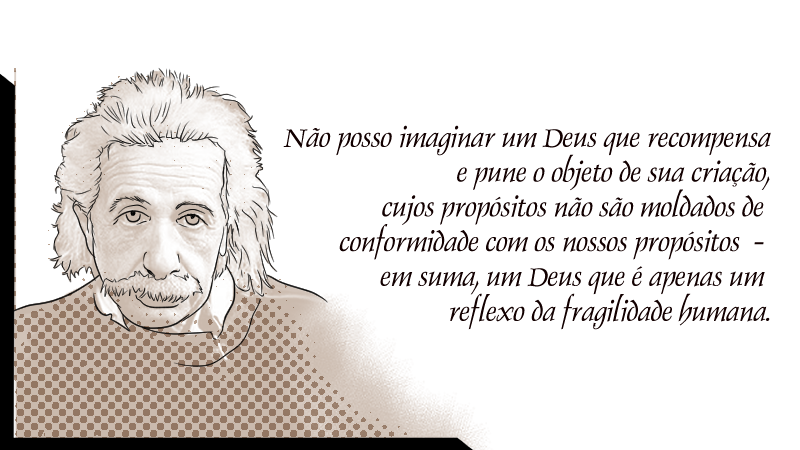 Não posso imaginar um Deus que recompensa
e pune o objeto de sua criação,
cujos propósitos não são moldados de
conformidade com os nossos propósitos -
em suma, um Deus que é apenas um
reflexo da fragilidade humana.